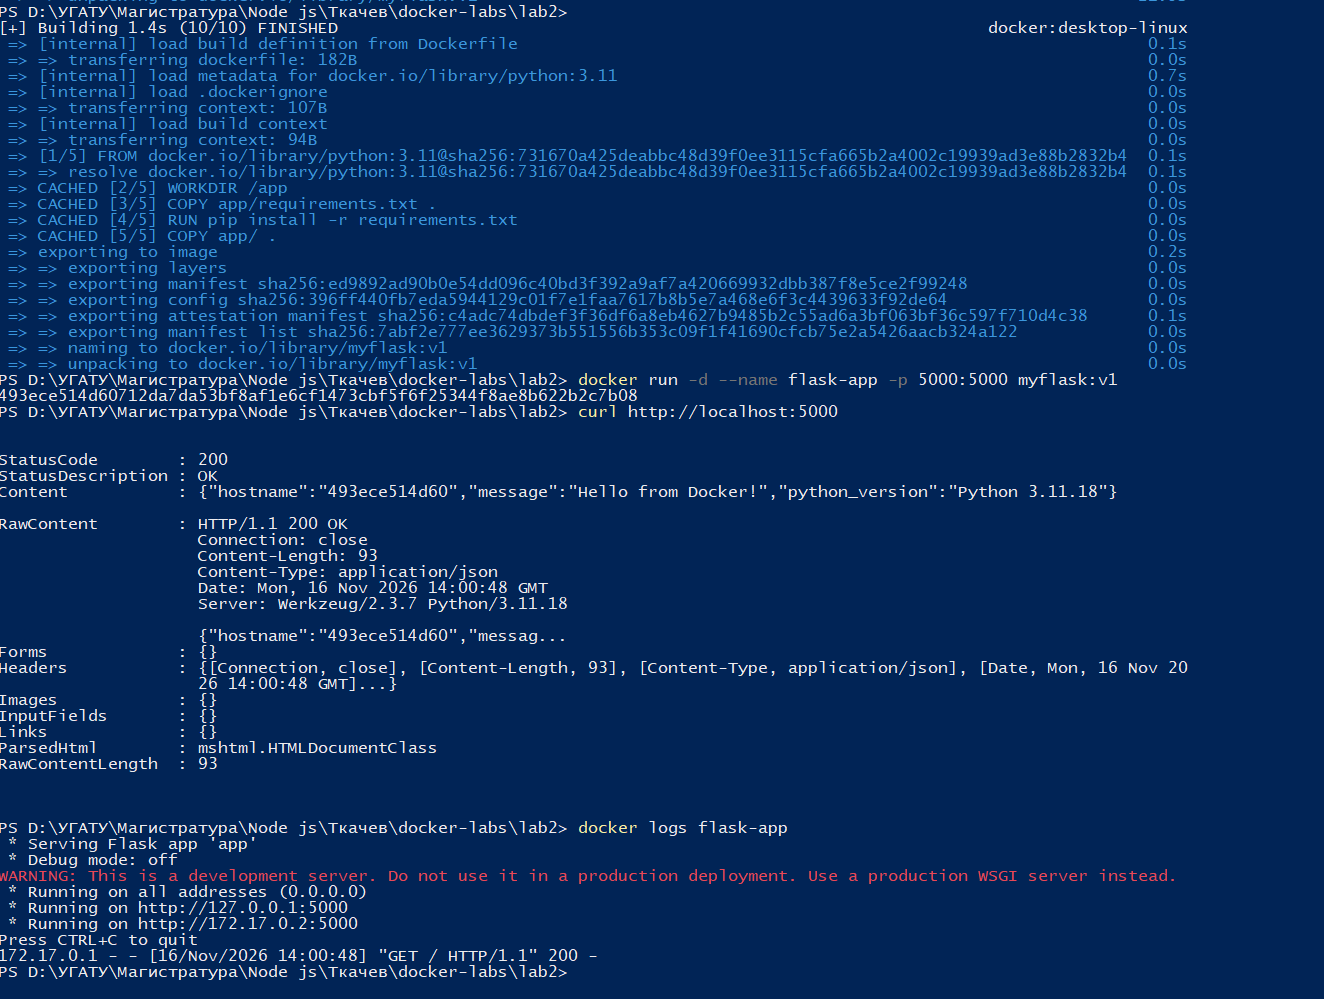 PS D:\УГАТУ\Магистратура\Node js\Ткачев\docker-labs\lab2>
[+] Building 1.4s (10/10) FINISHED docker:desktop-linux
=> [internal] load build definition from Dockerfile 0.1s
=> => transferring dockerfile: 182B 0.0s
=> [internal] load metadata for docker.io/library/python:3.11 0.7s
=> [internal] load .dockerignore 0.0s
=> => transferring context: 107B 0.0s
=> [internal] load build context 0.0s
=> => transferring context: 94B 0.0s
=> [1/5] FROM docker.io/library/python:3.11@sha256:731670a425deabbc48d39f0ee3115cfa665b2a4002c19939ad3e88b2832b4 0.1s
=> => resolve docker.io/library/python:3.11@sha256:731670a425deabbc48d39f0ee3115cfa665b2a4002c19939ad3e88b2832b4 0.1s
=> CACHED [2/5] WORKDIR /app 0.0s
=> CACHED [3/5] COPY app/requirements.txt . 0.0s
=> CACHED [4/5] RUN pip install -r requirements.txt 0.0s
=> CACHED [5/5] COPY app/ . 0.0s
=> exporting to image 0.2s
=> => exporting layers 0.0s
=> => exporting manifest sha256:ed9892ad90b0e54dd096c40bd3f392a9af7a420669932dbb387f8e5ce2f99248 0.0s
=> => exporting config sha256:396ff440fb7eda5944129c01f7e1faa7617b8b5e7a468e6f3c4439633f92de64 0.0s
=> => exporting attestation manifest sha256:c4adc74dbdef3f36df6a8eb4627b9485b2c55ad6a3bf063bf36c597f710d4c38 0.1s
=> => exporting manifest list sha256:7abf2e777ee3629373b551556b353c09f1f41690cfcb75e2a5426aacb324a122 0.0s
=> => naming to docker.io/library/myflask:v1 0.0s
=> => unpacking to docker.io/library/myflask:v1 0.0s
PS D:\УГАТУ\Магистратура\Node js\Ткачев\docker-labs\lab2> docker run -d --name flask-app -p 5000:5000 myflask:v1
493ece514d60712da7da53bf8af1e6cf1473cbf5f6f25344f8ae8b622b2c7b08
PS D:\УГАТУ\Магистратура\Node js\Ткачев\docker-labs\lab2> curl http://localhost:5000
StatusCode : 200
StatusDescription : OK
Content : {"hostname":"493ece514d60","message":"Hello from Docker!","python_version":"Python 3.11.18"}
RawContent : HTTP/1.1 200 OK
Connection: close
Content-Length: 93
Content-Type: application/json
Date: Mon, 16 Nov 2026 14:00:48 GMT
Server: Werkzeug/2.3.7 Python/3.11.18
{"hostname":"493ece514d60","messag...
Forms : {}
Headers : {[Connection, close], [Content-Length, 93], [Content-Type, application/json], [Date, Mon, 16 Nov 20
26 14:00:48 GMT]...}
Images : {}
InputFields : {}
Links : {}
ParsedHtml : mshtml.HTMLDocumentClass
RawContentLength : 93
PS D:\УГАТУ\Магистратура\Node js\Ткачев\docker-labs\lab2> docker logs flask-app
* Serving Flask app 'app'
* Debug mode: off
WARNING: This is a development server. Do not use it in a production deployment. Use a production WSGI server instead.
* Running on all addresses (0.0.0.0)
* Running on http://127.0.0.1:5000
* Running on http://172.17.0.2:5000
Press CTRL+C to quit
172.17.0.1 - - [16/Nov/2026 14:00:48] "GET / HTTP/1.1" 200 -
PS D:\УГАТУ\Магистратура\Node js\Ткачев\docker-labs\lab2>